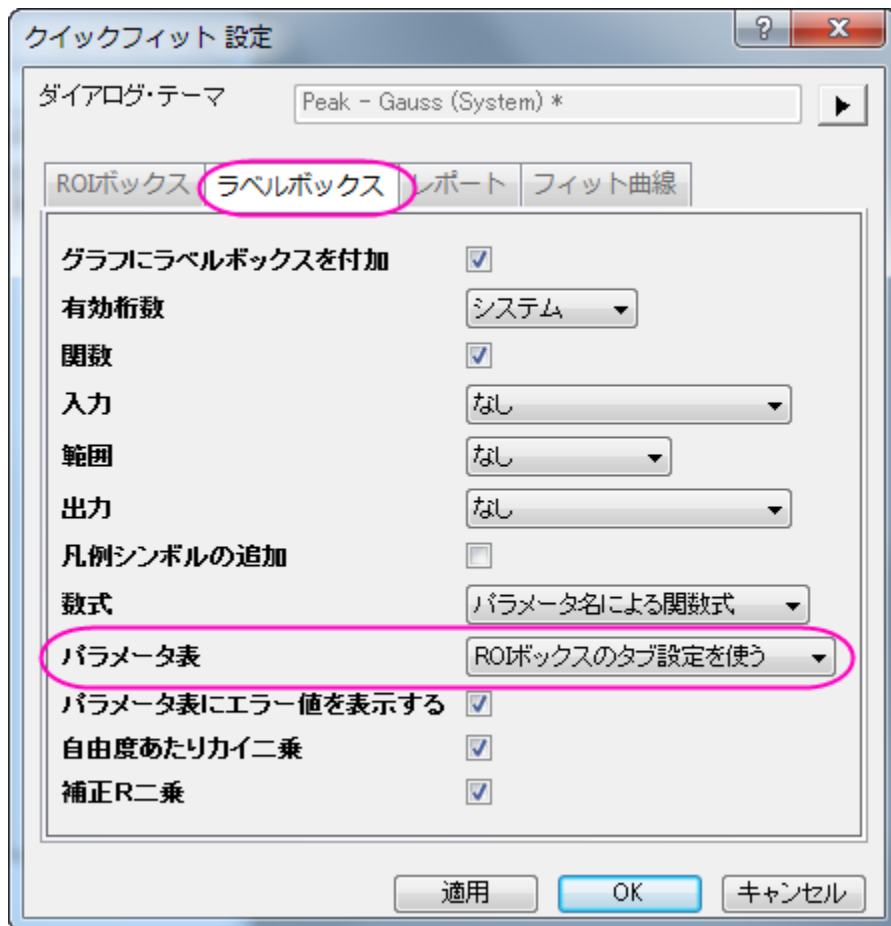 クイックフィット 設定
?
ダイアログ・テーマ Peak - Gauss (System) *
ROIボックス ラベルボックス レポート フィット曲線
グラフにラベルボックスを付加
有効桁数 システム
関数
入力 なし
範囲 なし
出力 なし
凡例シンボルの追加
数式 パラメータ名による関数式
パラメータ表 ROIボックスのタブ設定を使う
パラメータ表にエラー値を表示する
自由度あたりカイ二乗
補正R二乗
適用 OK キャンセル